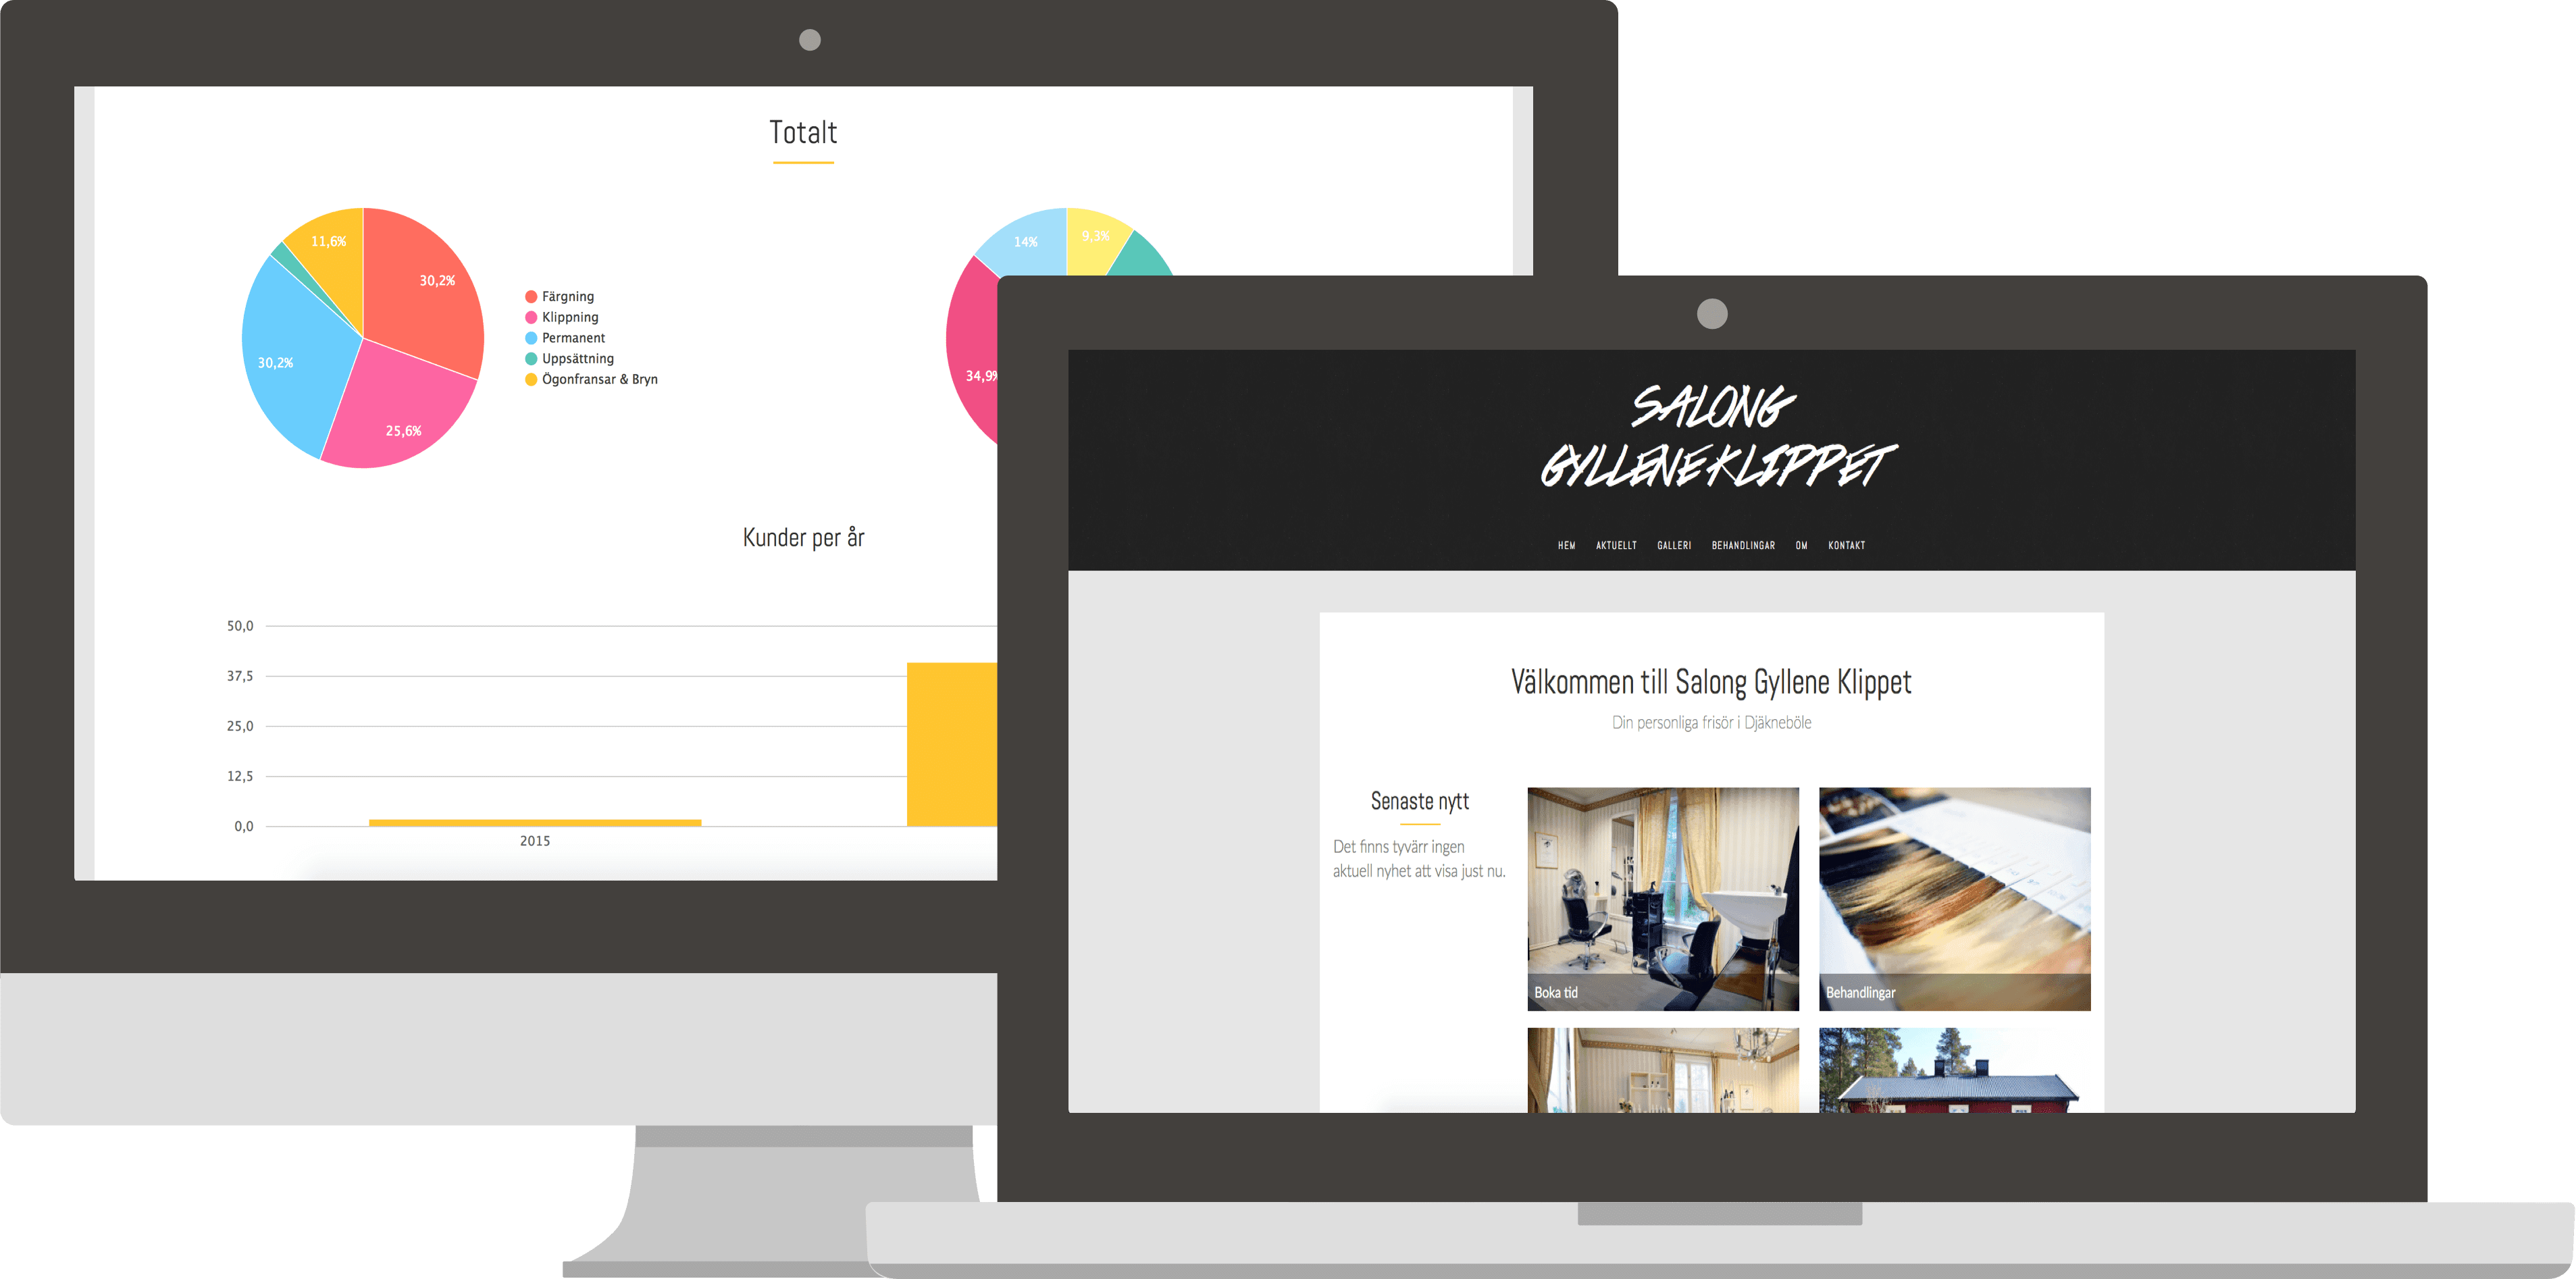 Totalt
11,6%
30,2%
30,2%
25,6%
Färgning
Klippning
Permanent
Uppsättning
Ögonfransar & Bryn
14%
9,3%
34,9%
Kunder per år
50,0
37,5
25,0
12,5
0,0
2015
SALONG
GYLLENE KLIPPET
HEM AKTUELLT GALLERI BEHANDLINGAR OM KONTAKT
Välkommen till Salong Gyllene Klippet
Din personliga frisör i Djäkneböle
Senaste nytt
Det finns tyvärr ingen
aktuell nyhet att visa just nu.
Boka tid
Behandlingar